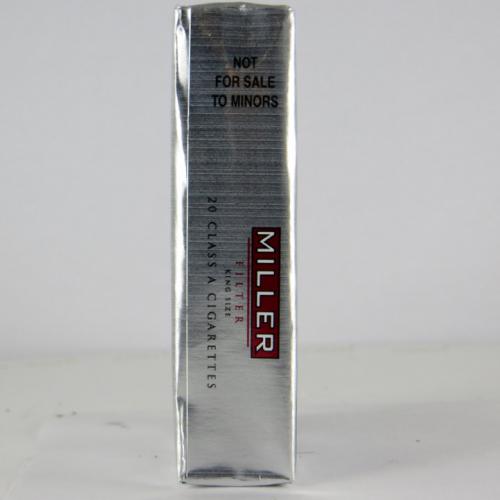 NOT
FOR SALE
TO MINORS
MILLER
FILTER
KING SIZE
20 CLASS A CIGARETTES